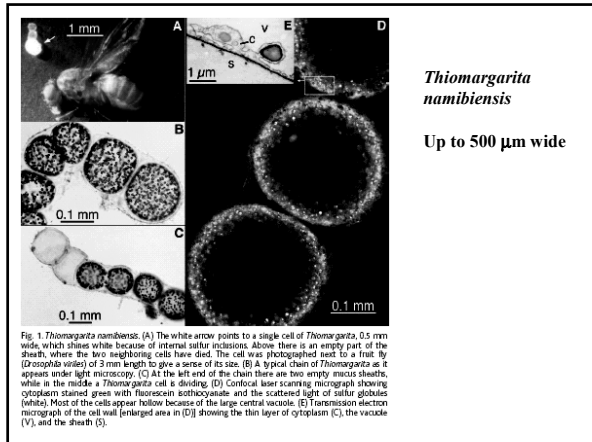 A
1 mm
V
E
D
C
S
1 µm
B
0.1 mm
C
0.1 mm
0.1 mm
Fig. 1. Thiomargarita namibiensis. (A) The white arrow points to a single cell of Thiomargarita, 0.5 mm
wide, which shines white because of internal sulfur inclusions. Above there is an empty part of the
sheath, where the two neighboring cells have died. The cell was photographed next to a fruit fly
(Drosophila viriles) of 3 mm length to give a sense of its size. (B) A typical chain of Thiomargarita as it
appears under light microscopy. (C) At the left end of the chain there are two empty mucus sheaths,
while in the middle a Thiomargarita cell is dividing. (D) Confocal laser scanning micrograph showing
cytoplasm stained green with fluorescein isothiocyanate and the scattered light of sulfur globules
(white). Most of the cells appear hollow because of the large central vacuole. (E) Transmission electron
micrograph of the cell wall [enlarged area in (D)] showing the thin layer of cytoplasm (C), the vacuole
(V), and the sheath (S).
Thiomargarita
namibiensis
Up to 500 µm wide